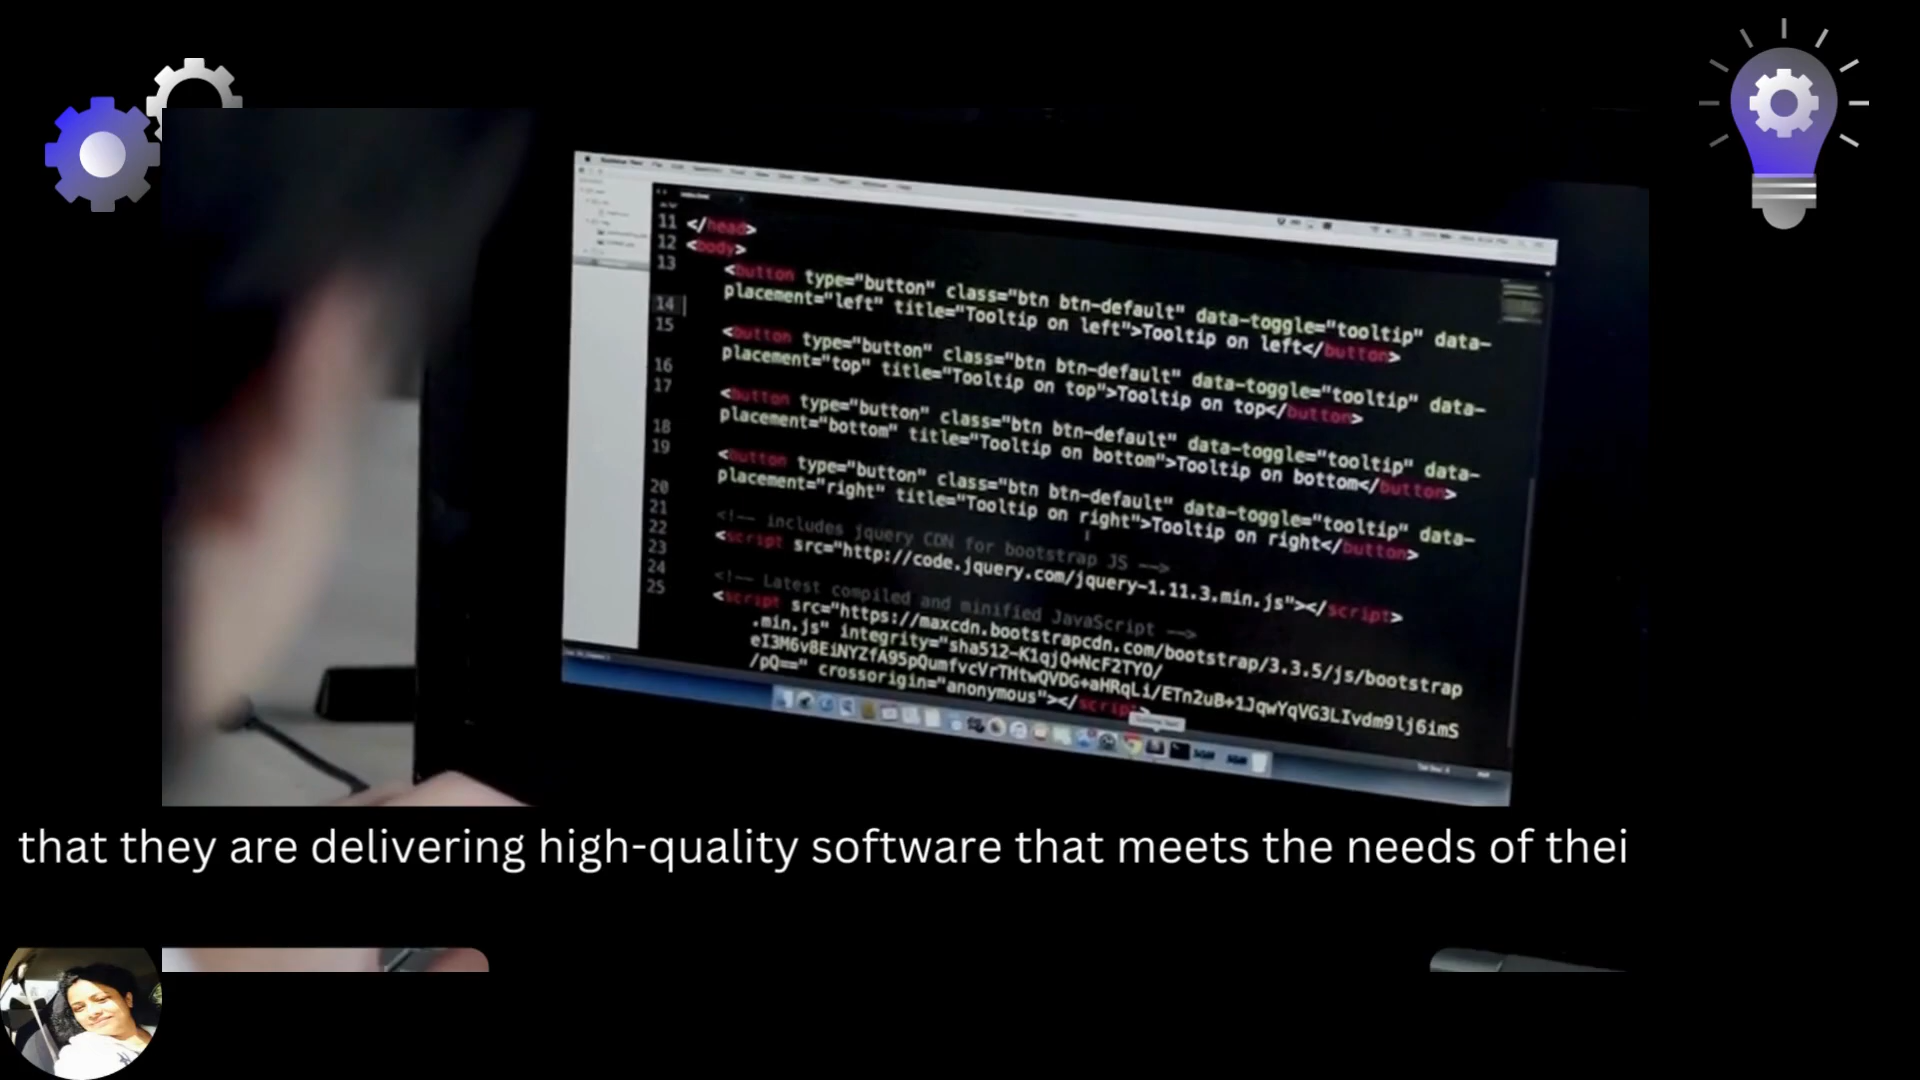 11 </head>
12 <body>
13
<button type="button" class="btn btn-default" data-toggle="tooltip" data-
14 placement="left" title="Tooltip on left">Tooltip on left</button>
15
<button type="button" class="btn btn-default" data-toggle="tooltip" data-
16 placement="top" title="Tooltip on top">Tooltip on top</button>
17
<button type="button" class="btn btn-default" data-toggle="tooltip" data-
18 placement="bottom" title="Tooltip on bottom">Tooltip on bottom</button>
19
<button type="button" class="btn btn-default" data-toggle="tooltip" data-
20 placement="right" title="Tooltip on right">Tooltip on right</button>
21
22 <!-- includes jquery CDN for bootstrap JS -->
23 <script src="http://code.jquery.com/jquery-1.11.3.min.js"></script>
24 <!-- Latest compiled and minified JavaScript -->
25 <script src="https://maxcdn.bootstrapcdn.com/bootstrap/3.3.5/js/bootstrap
.min.js" integrity="sha512-K1qjQ+NcF2TYO/
eI3M6v8EiNYZfA95pQumfvcVrTHtwQVDG+aHRqLi/ETn2uB+1JqwYqVG3LIvdm9lj6imS
/pQ==" crossorigin="anonymous"></script>
that they are delivering high-quality software that meets the needs of thei